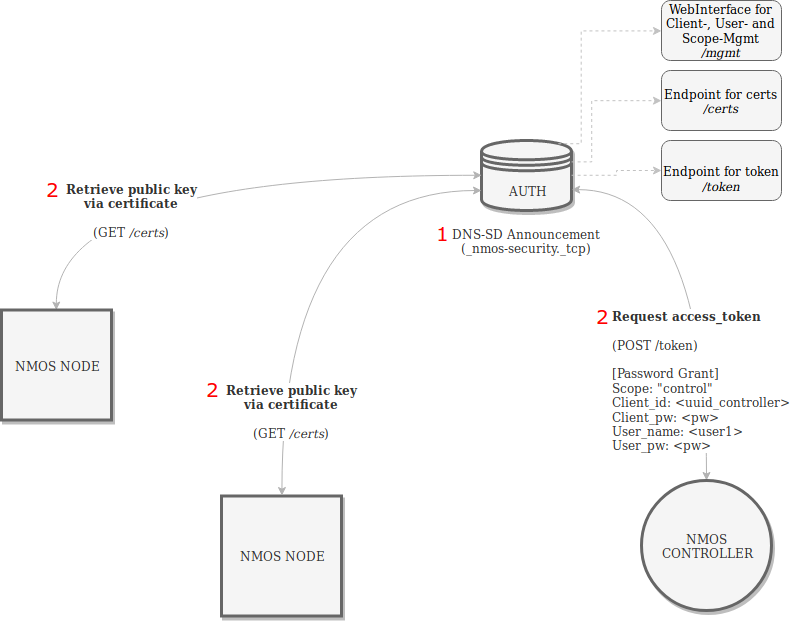 WebInterface for
Client-, User- and
Scope-Mgmt
/mgmt
Endpoint for certs
/certs
Endpoint for token
/token
AUTH
1 DNS-SD Announcement
(_nmos-security._tcp)
2 Retrieve public key
via certificate
(GET /certs)
NMOS NODE
2 Retrieve public key
via certificate
(GET /certs)
NMOS NODE
2 Request access_token
(POST /token)
[Password Grant]
Scope: "control"
Client_id: <uuid_controller>
Client_pw: <pw>
User_name: <user1>
User_pw: <pw>
NMOS
CONTROLLER